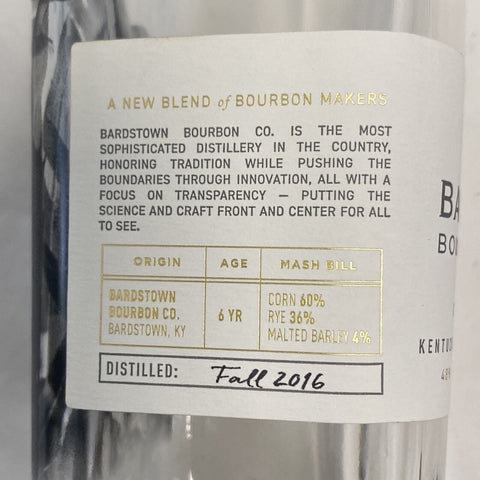 A NEW BLEND of BOURBON MAKERS
BARDSTOWN BOURBON CO. IS THE MOST
SOPHISTICATED DISTILLERY IN THE COUNTRY,
HONORING TRADITION WHILE PUSHING THE
BOUNDARIES THROUGH INNOVATION, ALL WITH A
FOCUS ON TRANSPARENCY — PUTTING THE
SCIENCE AND CRAFT FRONT AND CENTER FOR ALL
TO SEE.
ORIGIN AGE MASH BILL
BARDSTOWN
BOURBON CO.
BARDSTOWN, KY
6 YR
CORN 60%
RYE 36%
MALTED BARLEY 4%
DISTILLED: Fall 2016
BA
BOU
KENTUC